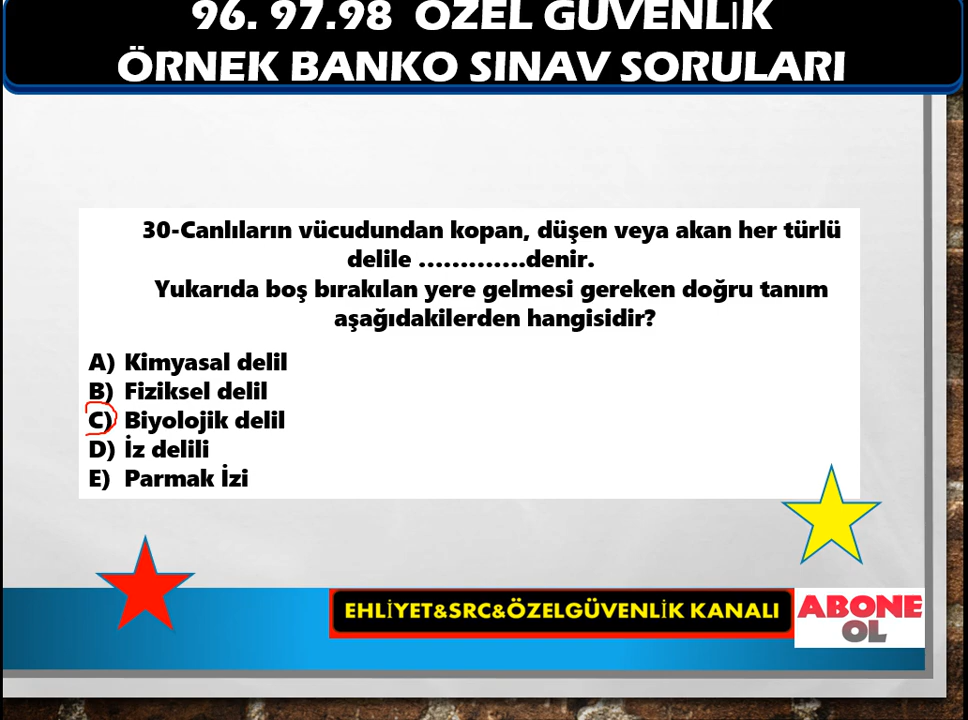 96. 97.98 ÖZEL GÜVENLİK
ÖRNEK BANKO SINAV SORULARI
30-Canlıların vücudundan kopan, düşen veya akan her türlü
delile .............denir.
Yukarıda boş bırakılan yere gelmesi gereken doğru tanım
aşağıdakilerden hangisidir?
A) Kimyasal delil
B) Fiziksel delil
C) Biyolojik delil
D) İz delili
E) Parmak İzi
EHLİYET&SRC&ÖZELGÜVENLİK KANALI
ABONE
OL